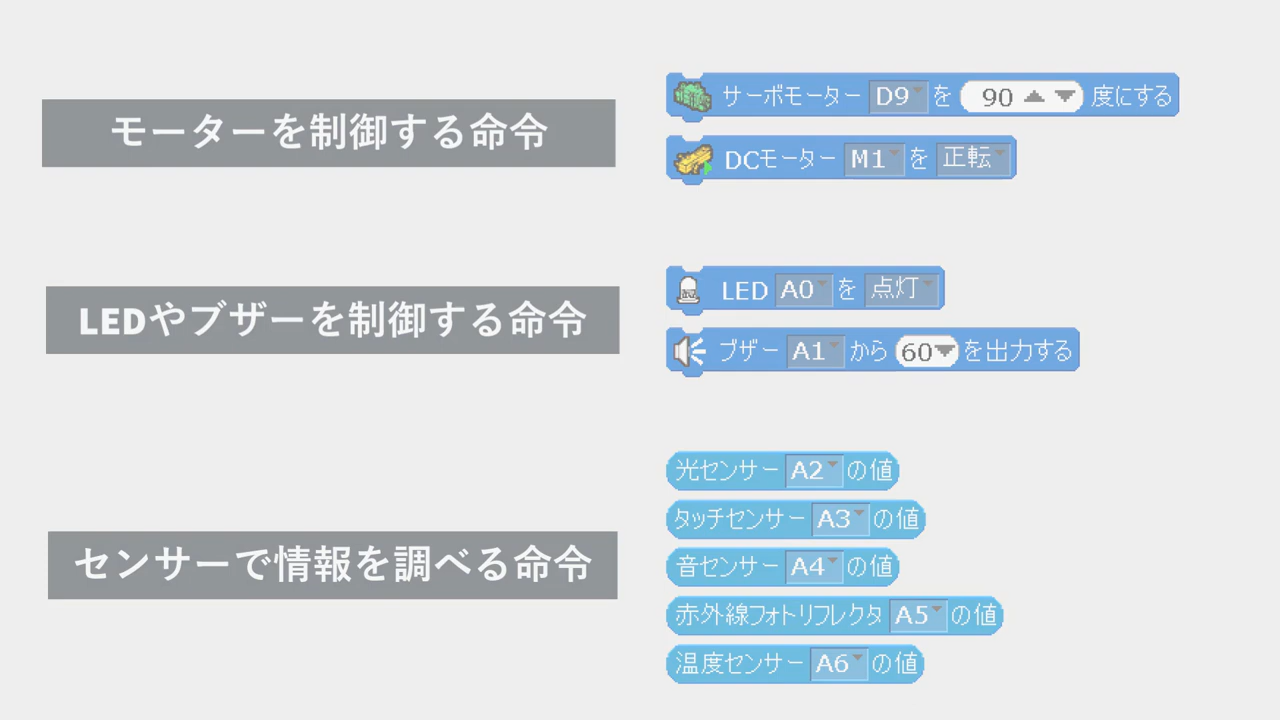 モーターを制御する命令
サーボモーター D9 を 90 度にする
DCモーター M1 を 正転
LEDやブザーを制御する命令
LED A0 を 点灯
ブザー A1 から 60 を出力する
センサーで情報を調べる命令
光センサー A2 の値
タッチセンサー A3 の値
音センサー A4 の値
赤外線フォトリフレクタ A5 の値
温度センサー A6 の値